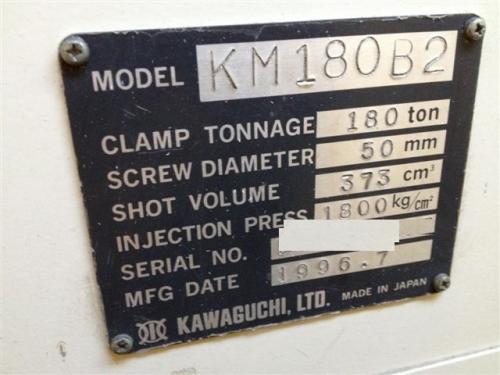 MODEL KM180B2
CLAMP TONNAGE 180 ton
SCREW DIAMETER 50 mm
SHOT VOLUME 373 cm³
INJECTION PRESS 1800 kg/cm²
SERIAL NO.
MFG DATE 1996.7
KAWAGUCHI, LTD. MADE IN JAPAN